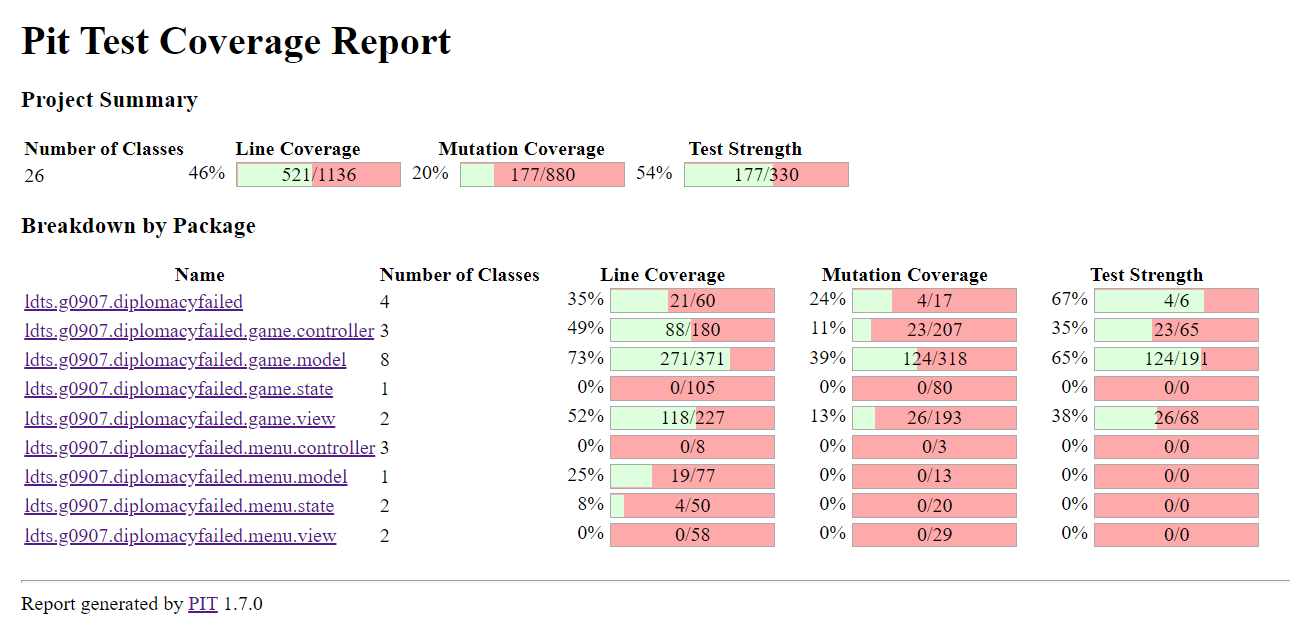 Pit Test Coverage Report
Project Summary
Number of Classes Line Coverage Mutation Coverage Test Strength
26 46% 521/1136 20% 177/880 54% 177/330
Breakdown by Package
Name Number of Classes Line Coverage Mutation Coverage Test Strength
ldts.g0907.diplomacyfailed 4 35% 21/60 24% 4/17 67% 4/6
ldts.g0907.diplomacyfailed.game.controller 3 49% 88/180 11% 23/207 35% 23/65
ldts.g0907.diplomacyfailed.game.model 8 73% 271/371 39% 124/318 65% 124/191
ldts.g0907.diplomacyfailed.game.state 1 0% 0/105 0% 0/80 0% 0/0
ldts.g0907.diplomacyfailed.game.view 2 52% 118/227 13% 26/193 38% 26/68
ldts.g0907.diplomacyfailed.menu.controller 3 0% 0/8 0% 0/3 0% 0/0
ldts.g0907.diplomacyfailed.menu.model 1 25% 19/77 0% 0/13 0% 0/0
ldts.g0907.diplomacyfailed.menu.state 2 8% 4/50 0% 0/20 0% 0/0
ldts.g0907.diplomacyfailed.menu.view 2 0% 0/58 0% 0/29 0% 0/0
Report generated by PIT 1.7.0